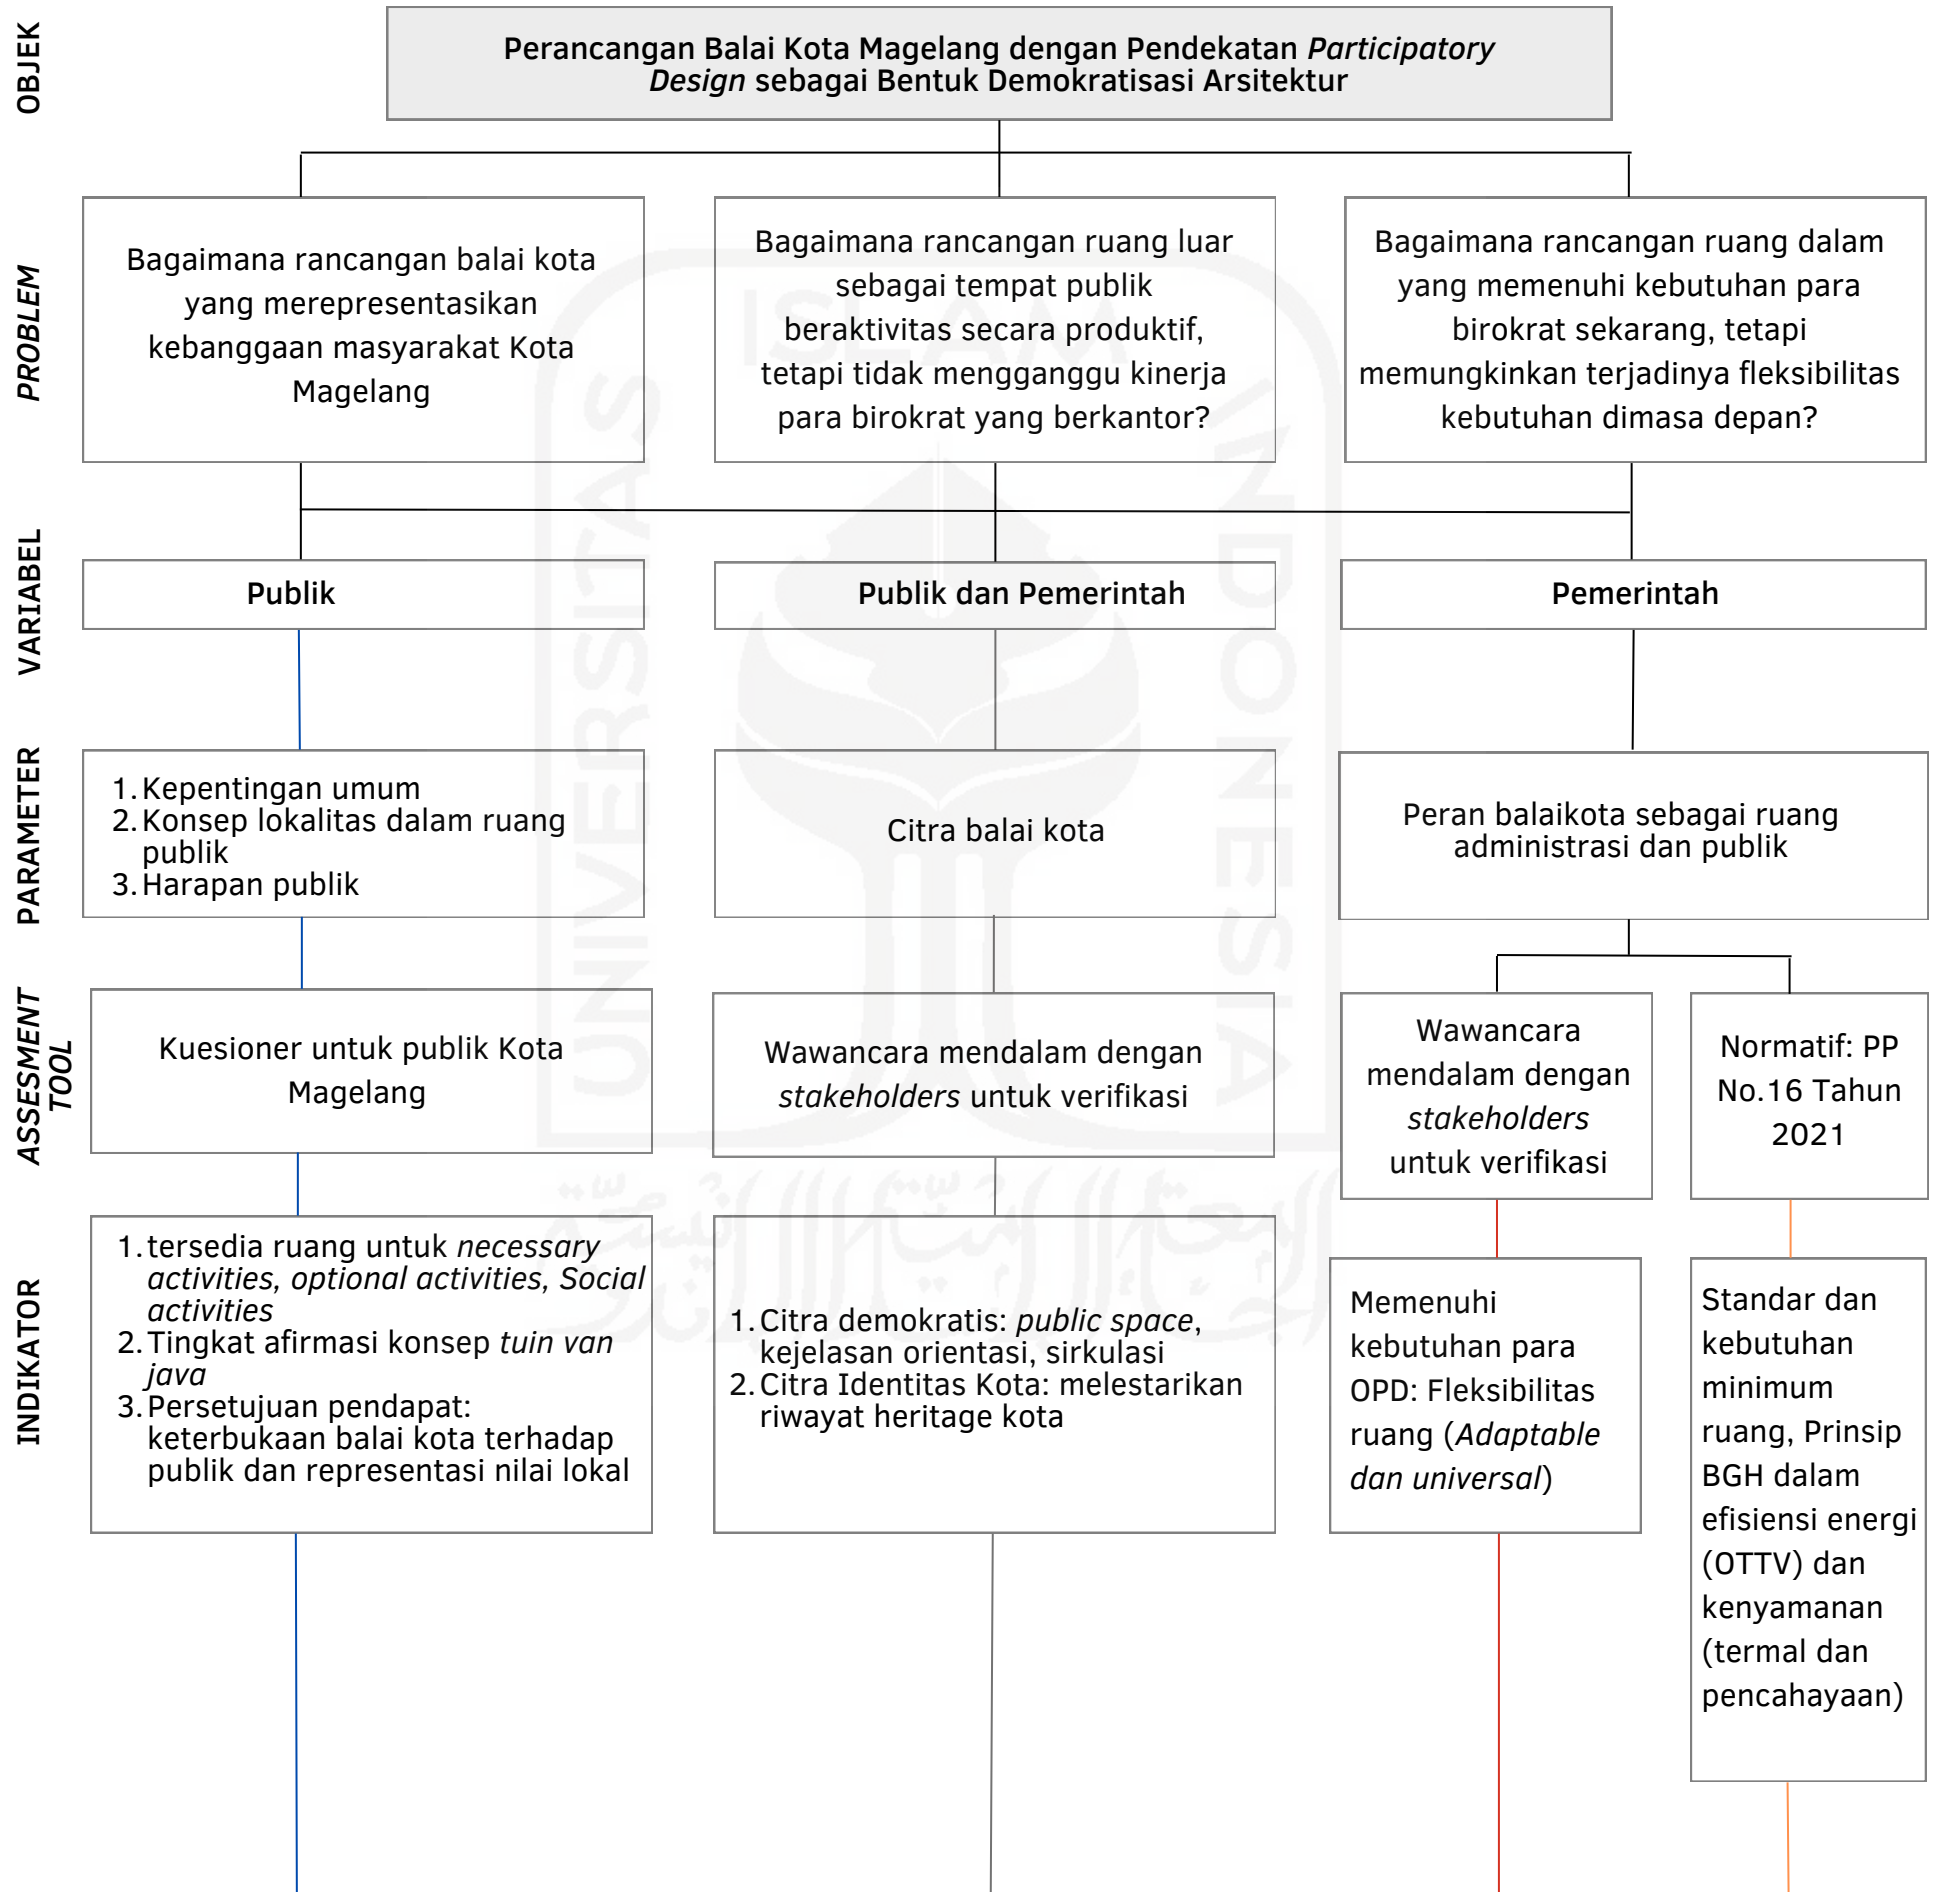 OBJEK
Perancangan Balai Kota Magelang dengan Pendekatan Participatory
Design sebagai Bentuk Demokratisasi Arsitektur
PROBLEM
Bagaimana rancangan balai kota
yang merepresentasikan
kebanggaan masyarakat Kota
Magelang
Bagaimana rancangan ruang luar
sebagai tempat publik
beraktivitas secara produktif,
tetapi tidak mengganggu kinerja
para birokrat yang berkantor?
Bagaimana rancangan ruang dalam
yang memenuhi kebutuhan para
birokrat sekarang, tetapi
memungkinkan terjadinya fleksibilitas
kebutuhan dimasa depan?
VARIABEL
Publik
Publik dan Pemerintah
Pemerintah
PARAMETER
1. Kepentingan umum
2. Konsep lokalitas dalam ruang
publik
3. Harapan publik
Citra balai kota
Peran balaikota sebagai ruang
administrasi dan publik
ASSESMENT
TOOL
Kuesioner untuk publik Kota
Magelang
Wawancara mendalam dengan
stakeholders untuk verifikasi
Wawancara
mendalam dengan
stakeholders
untuk verifikasi
Normatif: PP
No.16 Tahun
2021
INDIKATOR
1. tersedia ruang untuk necessary
activities, optional activities, Social
activities
2. Tingkat afirmasi konsep tuin van
java
3. Persetujuan pendapat:
keterbukaan balai kota terhadap
publik dan representasi nilai lokal
1. Citra demokratis: public space,
kejelasan orientasi, sirkulasi
2. Citra Identitas Kota: melestarikan
riwayat heritage kota
Memenuhi
kebutuhan para
OPD: Fleksibilitas
ruang (Adaptable
dan universal)
Standar dan
kebutuhan
minimum
ruang, Prinsip
BGH dalam
efisiensi energi
(OTTV) dan
kenyamanan
(termal dan
pencahayaan)
UNIVERSITAS
ISLAM
INDONESIA